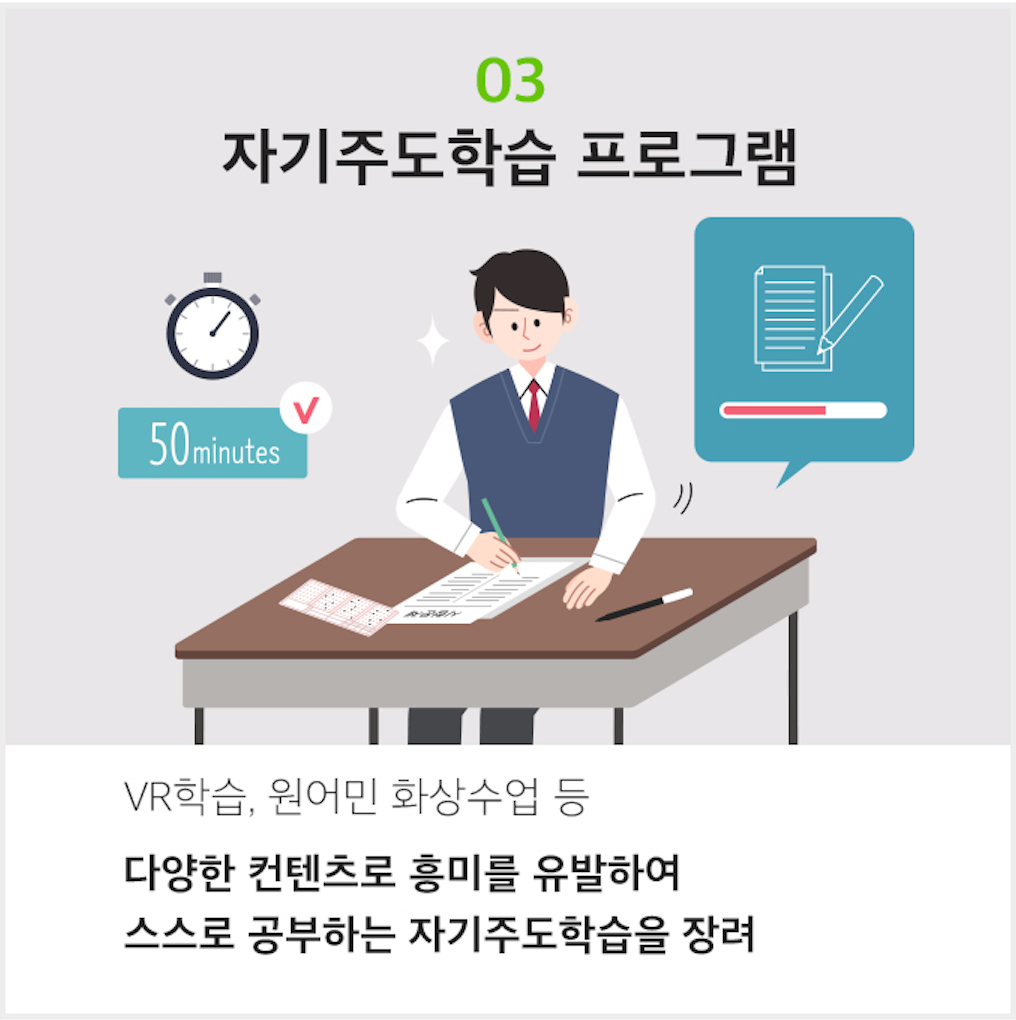 03
자기주도학습 프로그램
50minutes
VR학습, 원어민 화상수업 등
다양한 컨텐츠로 흥미를 유발하여
스스로 공부하는 자기주도학습을 장려